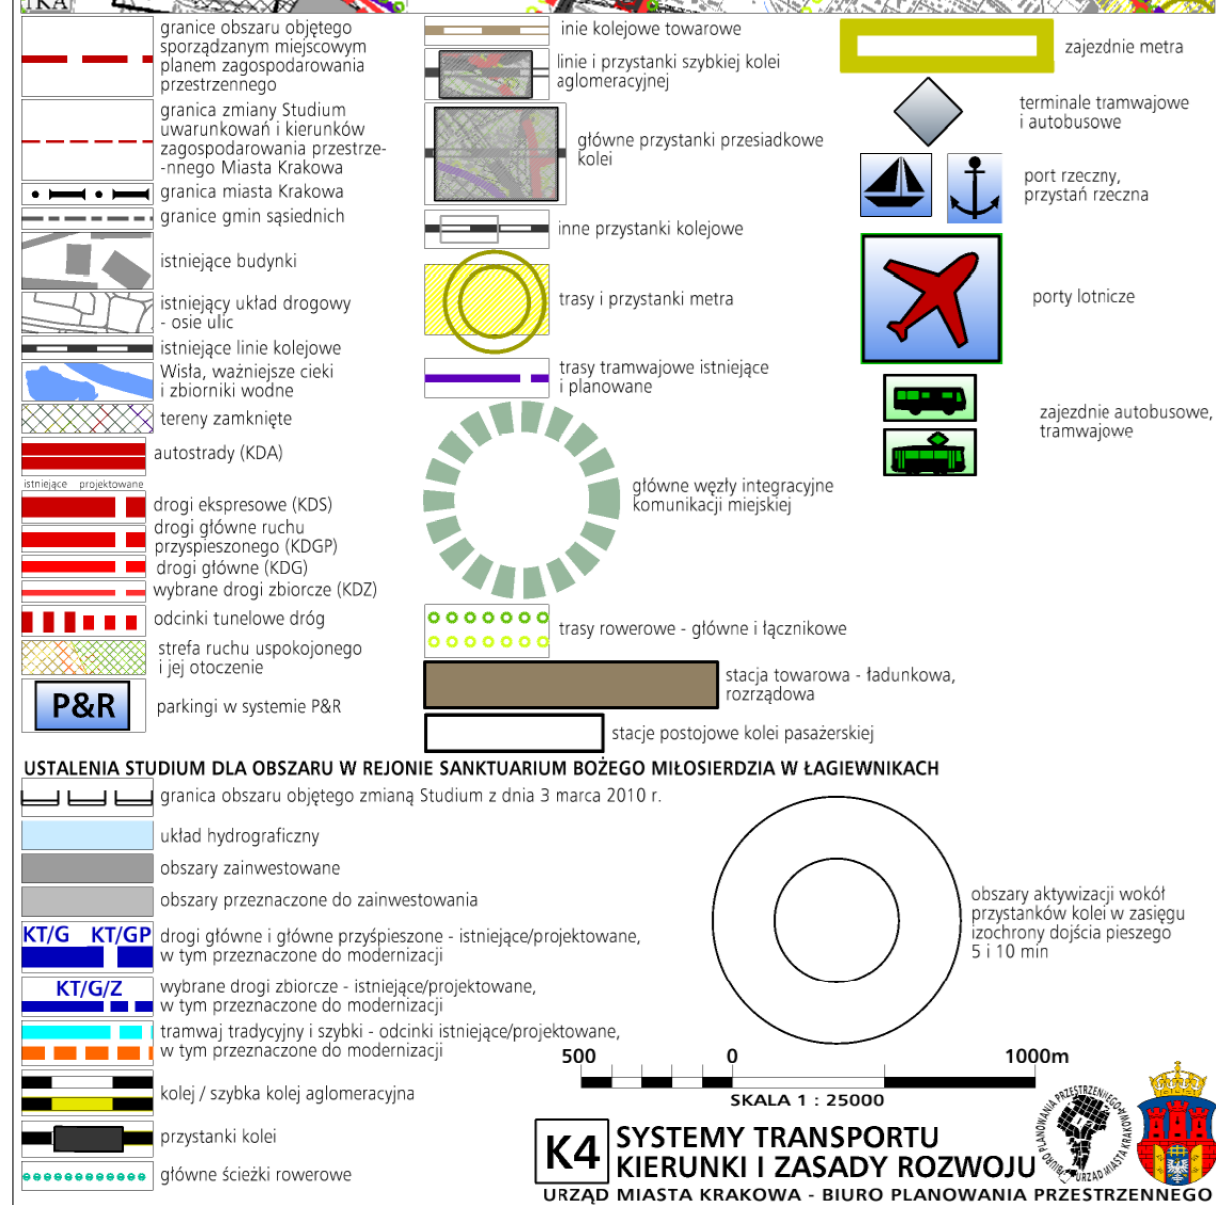 granice obszaru objętego
sporządzanym miejscowym
planem zagospodarowania
przestrzennego
granica zmiany Studium
uwarunkowań i kierunków
zagospodarowania przestrze-
-nnego Miasta Krakowa
granica miasta Krakowa
granice gmin sąsiednich
istniejące budynki
istniejący układ drogowy
- osie ulic
istniejące linie kolejowe
Wisła, ważniejsze cieki
i zbiorniki wodne
tereny zamknięte
autostrady (KDA)
istniejące projektowane
drogi ekspresowe (KDS)
drogi główne ruchu
przyspieszonego (KDGP)
drogi główne (KDG)
wybrane drogi zbiorcze (KDZ)
odcinki tunelowe dróg
strefa ruchu uspokojonego
i jej otoczenie
P&R
parkingi w systemie P&R
inie kolejowe towarowe
linie i przystanki szybkiej kolei
aglomeracyjnej
główne przystanki przesiadkowe
kolei
inne przystanki kolejowe
trasy i przystanki metra
trasy tramwajowe istniejące
i planowane
główne węzły integracyjne
komunikacji miejskiej
trasy rowerowe - główne i łącznikowe
stacja towarowa - ładunkowa,
rozrządowa
stacje postojowe kolei pasażerskiej
zajezdnie metra
terminale tramwajowe
i autobusowe
port rzeczny,
przystań rzeczna
porty lotnicze
zajezdnie autobusowe,
tramwajowe
USTALENIA STUDIUM DLA OBSZARU W REJONIE SANKTUARIUM BOŻEGO MIŁOSIERDZIA W ŁAGIEWNIKACH
granica obszaru objętego zmianą Studium z dnia 3 marca 2010 r.
układ hydrograficzny
obszary zainwestowane
obszary przeznaczone do zainwestowania
KT/G KT/GP
drogi główne i główne przyśpieszone - istniejące/projektowane,
w tym przeznaczone do modernizacji
KT/G/Z
wybrane drogi zbiorcze - istniejące/projektowane,
w tym przeznaczone do modernizacji
tramwaj tradycyjny i szybki - odcinki istniejące/projektowane,
w tym przeznaczone do modernizacji
kolej / szybka kolej aglomeracyjna
przystanki kolei
główne ścieżki rowerowe
obszary aktywizacji wokół
przystanków kolei w zasięgu
izochrony dojścia pieszego
5 i 10 min
500 0 1000m
SKALA 1 : 25000
K4
SYSTEMY TRANSPORTU
KIERUNKI I ZASADY ROZWOJU
BIURO PLANOWANIA PRZESTRZENNEGO
URZĄD MIASTA KRAKOWA
URZĄD MIASTA KRAKOWA - BIURO PLANOWANIA PRZESTRZENNEGO